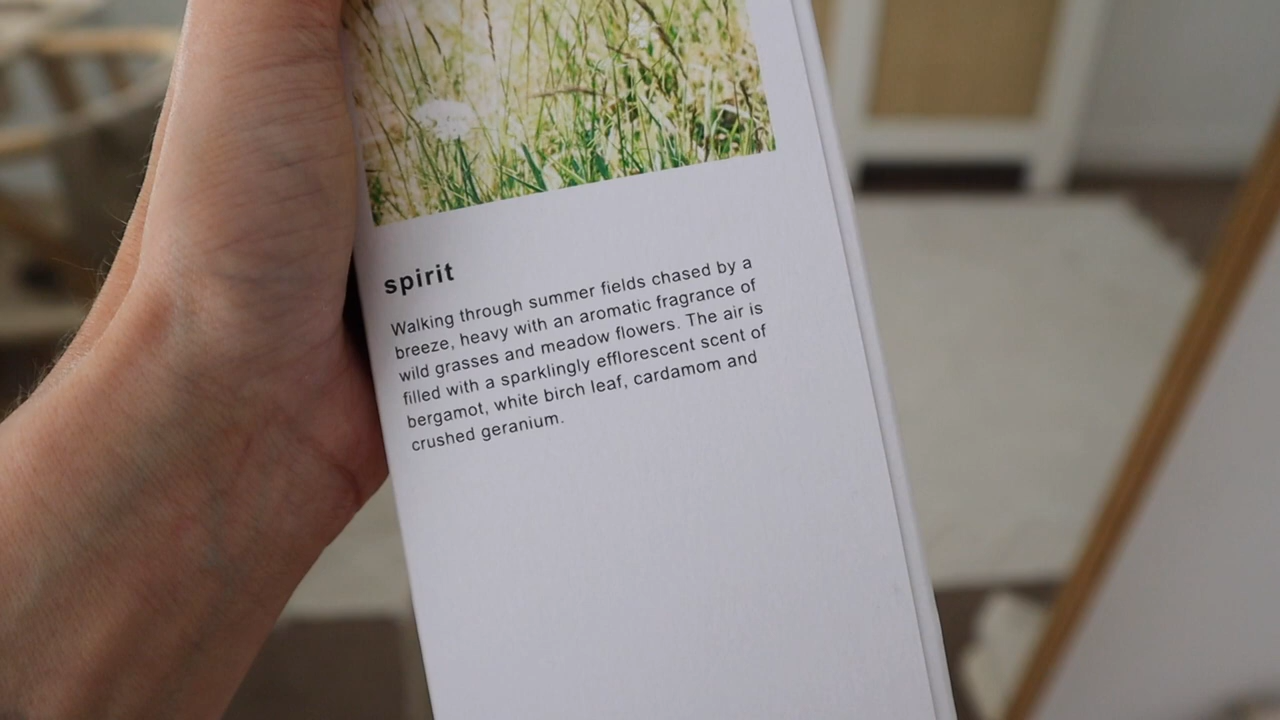 spirit
Walking through summer fields chased by a
breeze, heavy with an aromatic fragrance of
wild grasses and meadow flowers. The air is
filled with a sparklingly efflorescent scent of
bergamot, white birch leaf, cardamom and
crushed geranium.